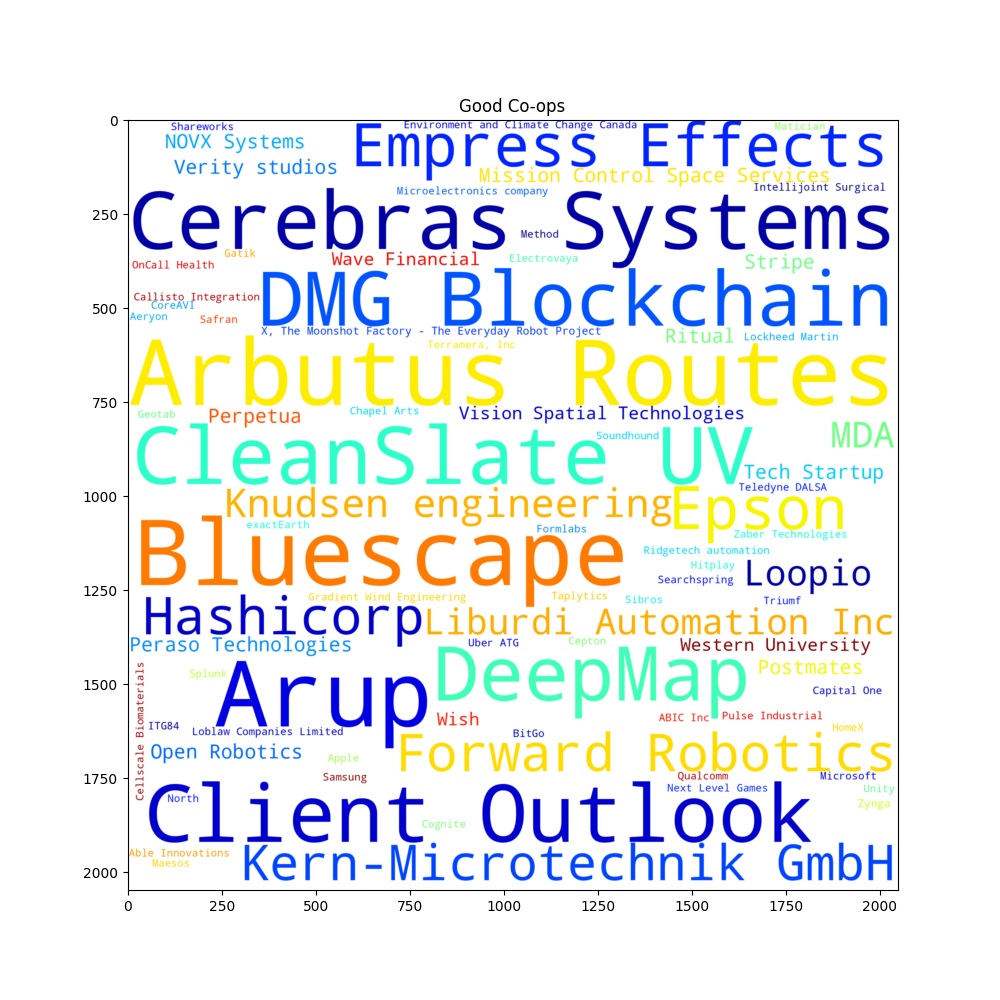 Good Co-ops
0
Shareworks
Environment and Climate Change Canada
Matician
NOVX Systems
Empress Effects
Verity studios
Mission Control Space Services
Microelectronics company
Intellijoint Surgical
250
Cerebras Systems
Method
Gatik
Wave Financial
Electrovaya
Stripe
OnCall Health
DMG Blockchain
Callisto Integration
CoreAVI
500
Aeryon
Safran
X, The Moonshot Factory - The Everyday Robot Project
Ritual
Lockheed Martin
Terramera, Inc
Arbutus Routes
750
Geotab
Perpetua
Chapel Arts
Vision Spatial Technologies
MDA
CleanSlate UV
Soundhound
Tech Startup
Teledyne DALSA
1000
Knudsen engineering
Epson
exactEarth
Formlabs
Zaber Technologies
Bluescape
Ridgetech automation
Hitplay
Searchspring
Loopio
1250
Gradient Wind Engineering
Taplytics
Sibros
Triumf
Hashicorp
Liburdi Automation Inc
Peraso Technologies
Uber ATG
Cepton
Western University
DeepMap
Postmates
Splunk
1500
Arup
Capital One
Cellscale Biomaterials
ITG84
Loblaw Companies Limited
Wish
ABIC Inc
Pulse Industrial
BitGo
HomeX
Open Robotics
Apple
Forward Robotics
1750
Samsung
Qualcomm
Microsoft
North
Client Outlook
Next Level Games
Unity
Zynga
Cognite
Able Innovations
Maesos
Kern-Microtechnik GmbH
2000
0 250 500 750 1000 1250 1500 1750 2000